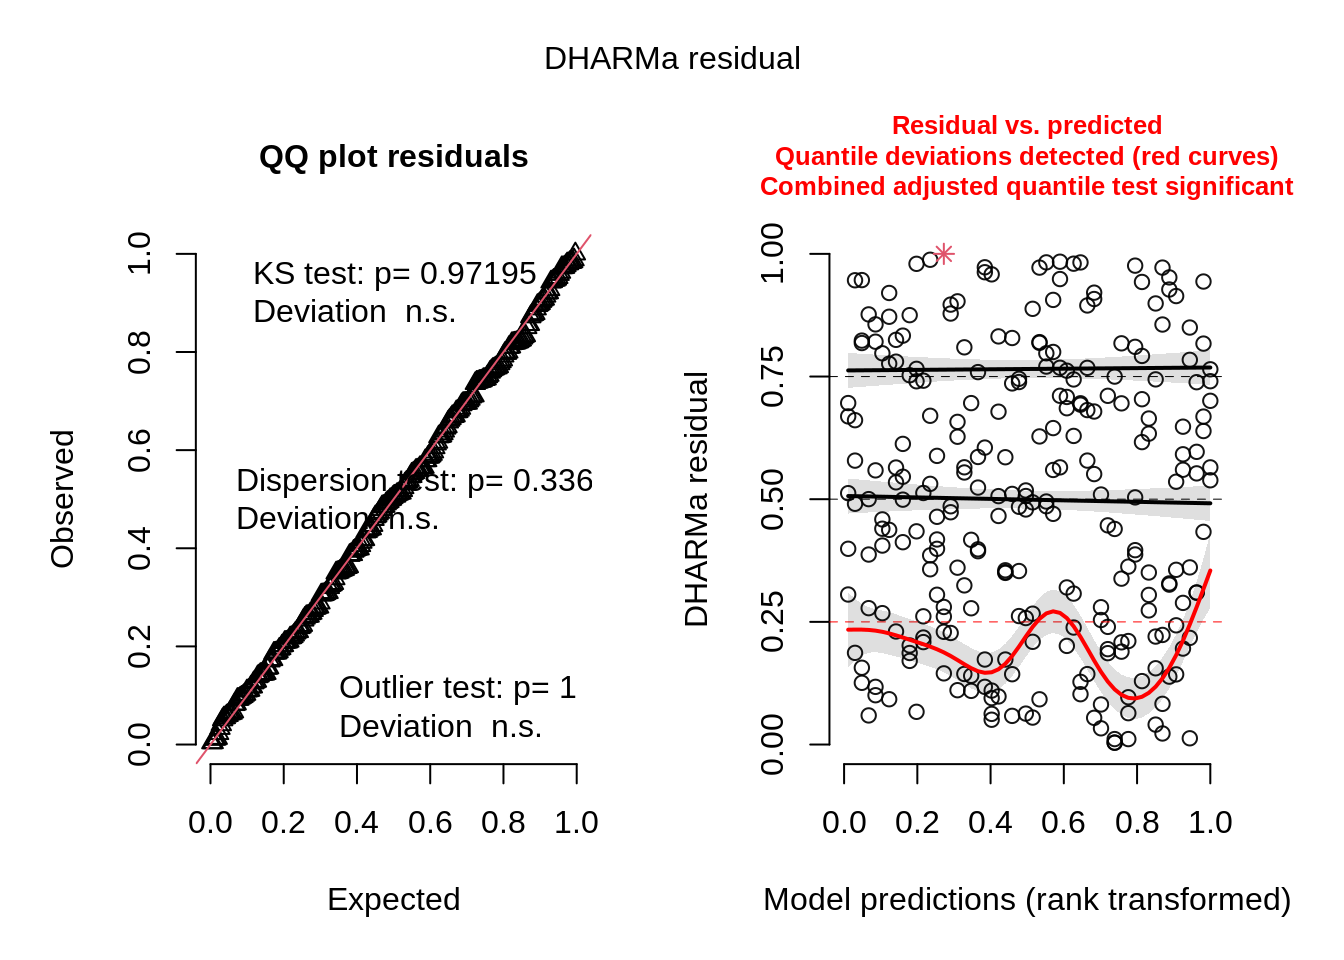 DHARMa residual
QQ plot residuals
KS test: p= 0.97195
Deviation  n.s.
Dispersion test: p= 0.336
Deviation  n.s.
Outlier test: p= 1
Deviation  n.s.
Observed
0.0 0.2 0.4 0.6 0.8 1.0
0.0 0.2 0.4 0.6 0.8 1.0
Expected
Residual vs. predicted
Quantile deviations detected (red curves)
Combined adjusted quantile test significant
DHARMa residual
0.00 0.25 0.50 0.75 1.00
0.0 0.2 0.4 0.6 0.8 1.0
Model predictions (rank transformed)